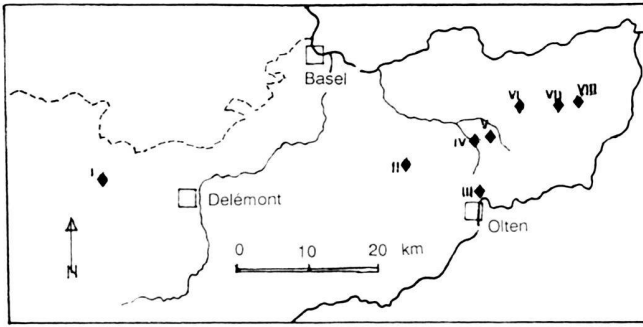 Basel
VI
VII
VIII
V
IV
I
II
III
Delémont
Olten
0 10 20 km
N